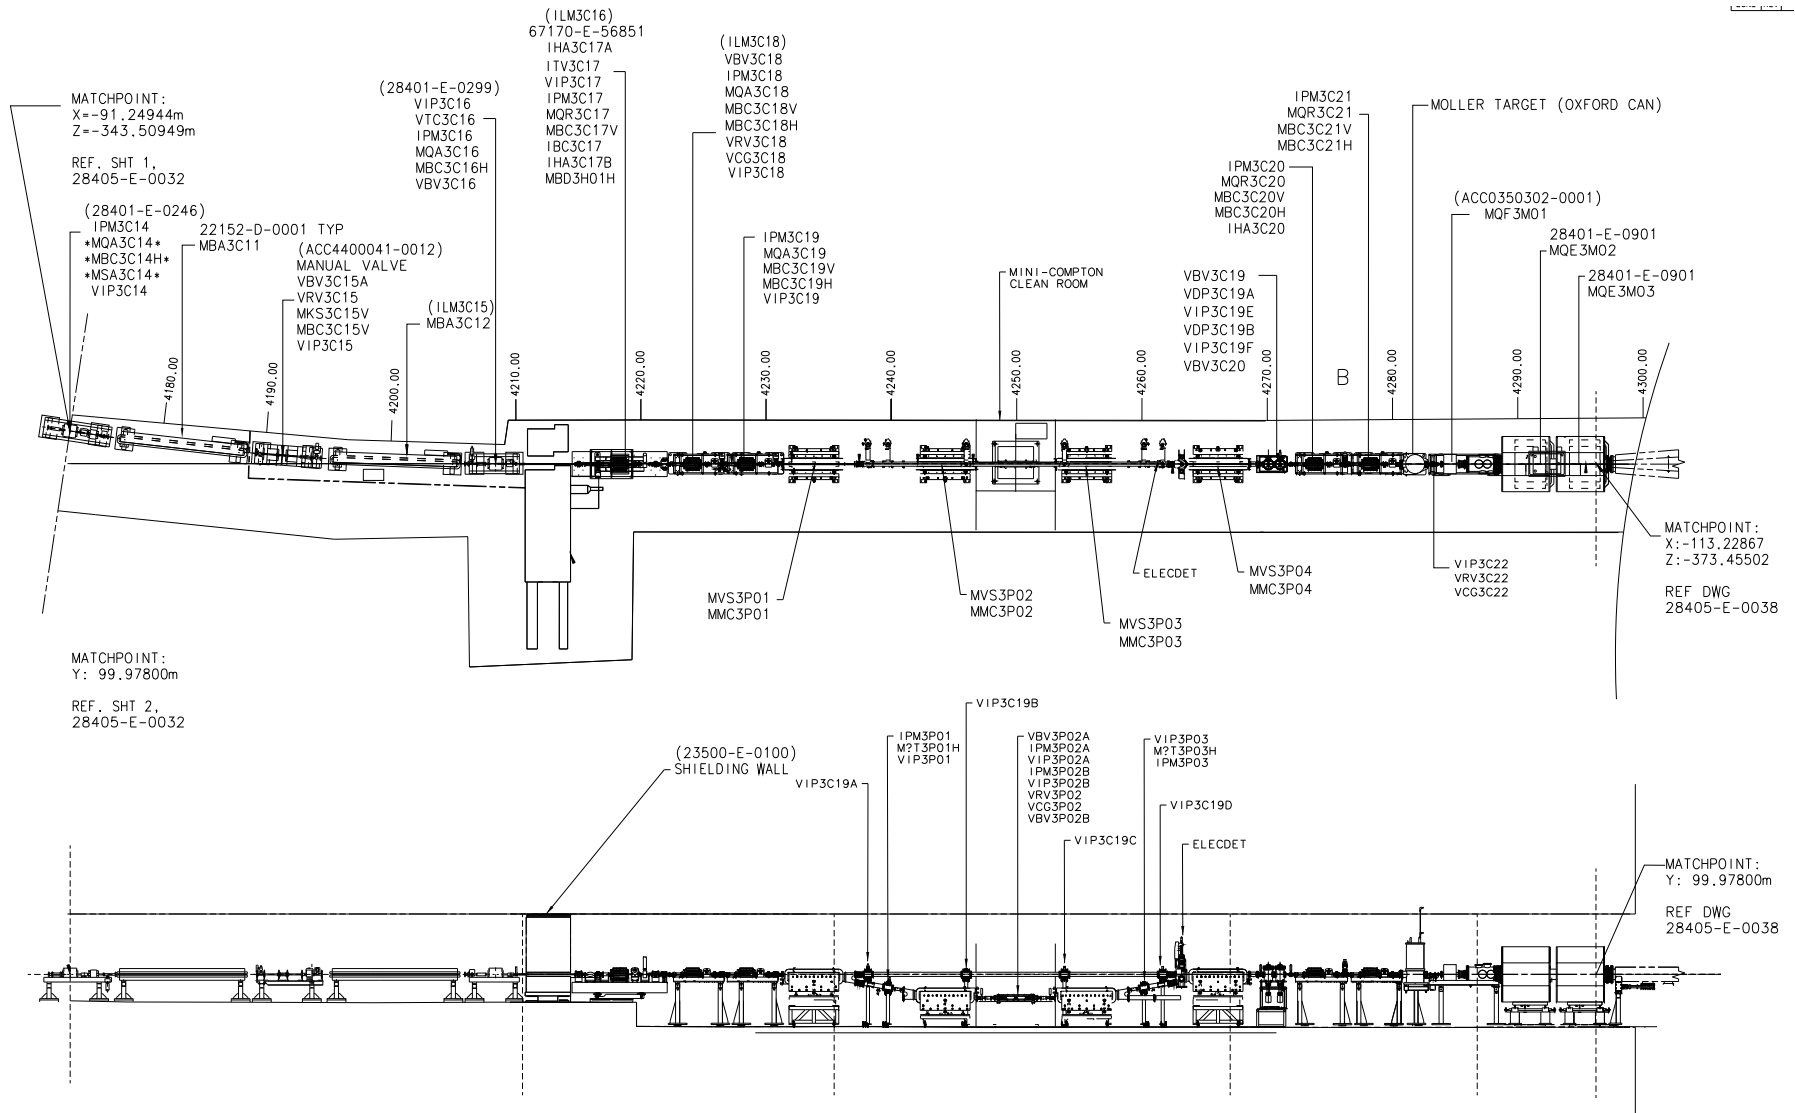 MATCHPOINT:
X=-91.24944m
Z=-343.50949m
REF. SHT 1,
28405-E-0032
(28401-E-0246)
IPM3C14
*MQA3C14*
*MBC3C14H*
*MSA3C14*
VIP3C14
22152-D-0001 TYP
MBA3C11
(ACC4400041-0012)
MANUAL VALVE
VBV3C15A
VRV3C15
MKS3C15V
MBC3C15V
VIP3C15
(28401-E-0299)
VIP3C16
VTC3C16
IPM3C16
MQA3C16
MBC3C16H
VBV3C16
(ILM3C15)
MBA3C12
(ILM3C16)
67170-E-56851
IHA3C17A
ITV3C17
VIP3C17
IPM3C17
MQR3C17
MBC3C17V
IBC3C17
IHA3C17B
MBD3H01H
(ILM3C18)
VBV3C18
IPM3C18
MQA3C18
MBC3C18V
MBC3C18H
VRV3C18
VCG3C18
VIP3C18
IPM3C19
MQA3C19
MBC3C19V
MBC3C19H
VIP3C19
MINI-COMPTON
CLEAN ROOM
VBV3C19
VDP3C19A
VIP3C19E
VDP3C19B
VIP3C19F
VBV3C20
IPM3C20
MQR3C20
MBC3C20V
MBC3C20H
IHA3C20
IPM3C21
MQR3C21
MBC3C21V
MBC3C21H
MOLLER TARGET (OXFORD CAN)
(ACC0350302-0001)
MQF3M01
28401-E-0901
MQE3M02
28401-E-0901
MQE3M03
4180.00
4190.00
4200.00
4210.00
4220.00
4230.00
4240.00
4250.00
4260.00
4270.00
B
4280.00
4290.00
4300.00
MATCHPOINT:
X:-113.22867
Z:-373.45502
REF DWG
28405-E-0038
MVS3P01
MMC3P01
MVS3P02
MMC3P02
ELECDET
MVS3P03
MMC3P03
MVS3P04
MMC3P04
VIP3C22
VRV3C22
VCG3C22
MATCHPOINT:
Y: 99.97800m
REF. SHT 2,
28405-E-0032
(23500-E-0100)
SHIELDING WALL
VIP3C19A
IPM3P01
M?T3P01H
VIP3P01
VIP3C19B
VBV3P02A
IPM3P02A
VIP3P02A
IPM3P02B
VIP3P02B
VRV3P02
VCG3P02
VBV3P02B
VIP3C19C
VIP3P03
M?T3P03H
IPM3P03
VIP3C19D
ELECDET
MATCHPOINT:
Y: 99.97800m
REF DWG
28405-E-0038